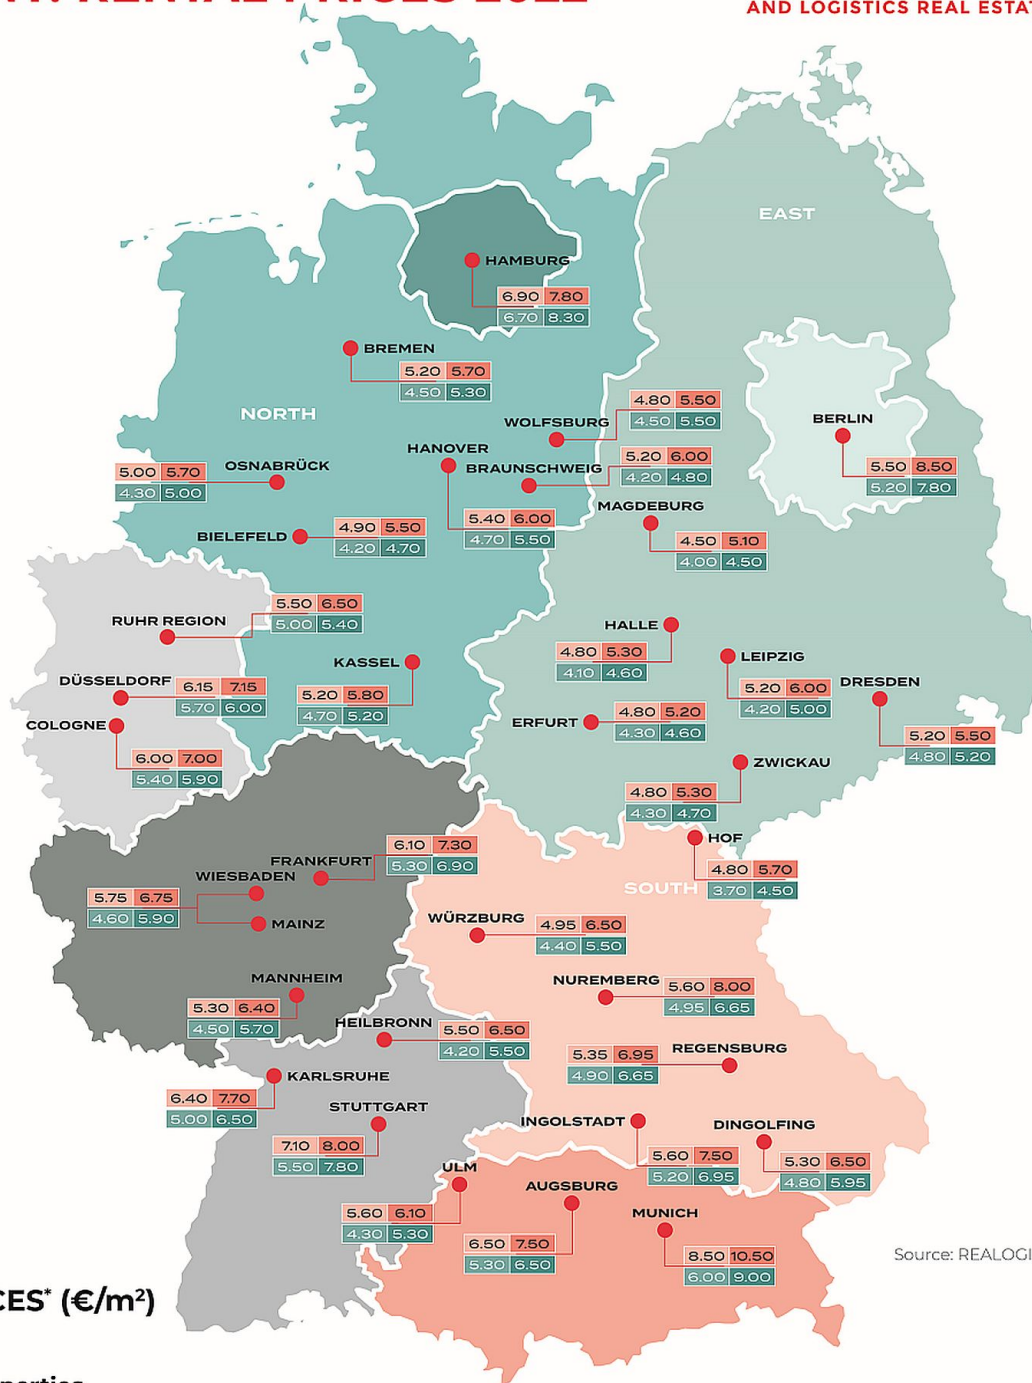 RENTAL PRICES 2022
AND LOGISTICS REAL
EAST
HAMBURG
6.90 7.80
6.70 8.30
BREMEN
5.20 5.70
4.50 5.30
NORTH
4.80 5.50
4.50 5.50
WOLFSBURG
BERLIN
5.50 8.50
5.20 7.80
HANOVER
5.40 6.00
4.70 5.50
BRAUNSCHWEIG
5.20 6.00
4.20 4.80
OSNABRÜCK
5.00 5.70
4.30 5.00
MAGDEBURG
4.50 5.10
4.00 4.50
BIELEFELD
4.90 5.50
4.20 4.70
RUHR REGION
5.50 6.50
5.00 5.40
HALLE
4.80 5.30
4.10 4.60
LEIPZIG
5.20 6.00
4.20 5.00
KASSEL
5.20 5.80
4.70 5.20
DÜSSELDORF
6.15 7.15
5.70 6.00
DRESDEN
5.20 5.50
4.80 5.20
COLOGNE
6.00 7.00
5.40 5.90
ERFURT
4.80 5.20
4.30 4.60
ZWICKAU
4.80 5.30
4.30 4.70
HOF
4.80 5.70
3.70 4.50
SOUTH
FRANKFURT
6.10 7.30
5.30 6.90
WIESBADEN
5.75 6.75
4.60 5.90
MAINZ
WÜRZBURG
4.95 6.50
4.40 5.50
MANNHEIM
5.30 6.40
4.50 5.70
NUREMBERG
5.60 8.00
4.95 6.65
HEILBRONN
5.50 6.50
4.20 5.50
REGENSBURG
5.35 6.95
4.90 6.65
KARLSRUHE
6.40 7.70
5.00 6.50
STUTTGART
7.10 8.00
5.50 7.80
INGOLSTADT
5.60 7.50
5.20 6.95
DINGOLFING
5.30 6.50
4.80 5.95
ULM
5.60 6.10
4.30 5.30
AUGSBURG
6.50 7.50
5.30 6.50
MUNICH
8.50 10.50
6.00 9.00
Source: REALOGI
CES* (€/m²)